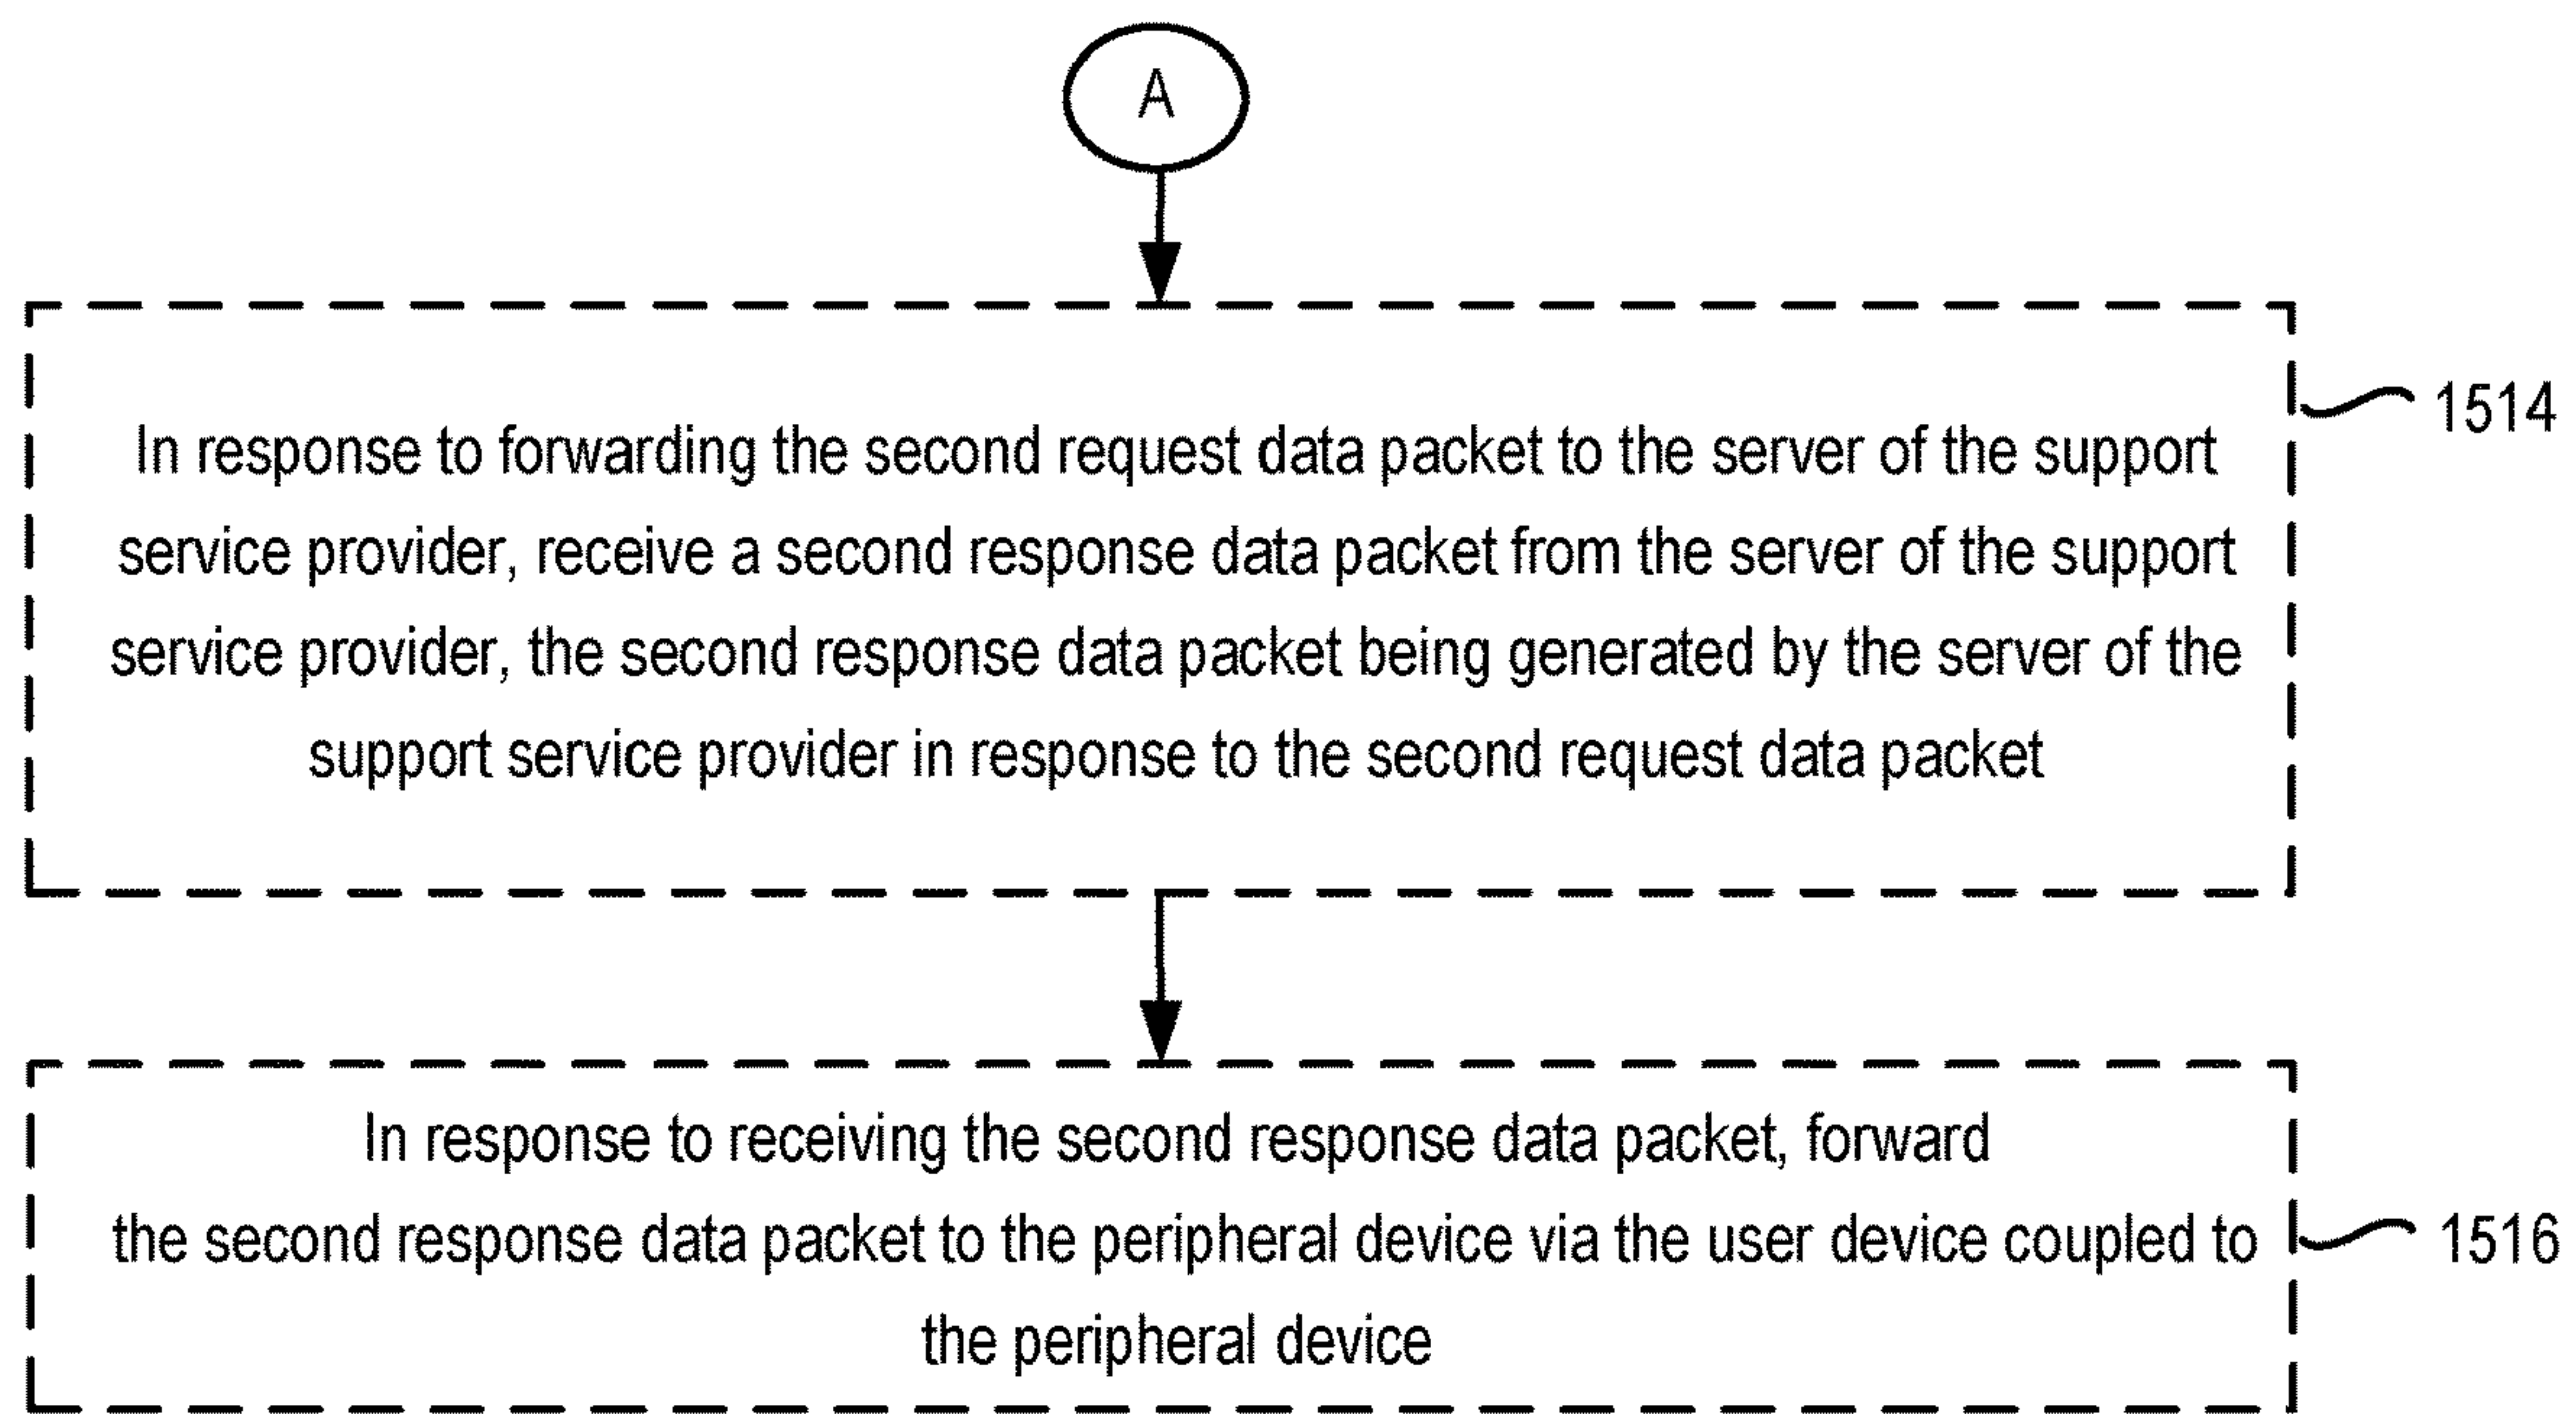 A
In response to forwarding the second request data packet to the server of the support
service provider, receive a second response data packet from the server of the support
service provider, the second response data packet being generated by the server of the
support service provider in response to the second request data packet
1514
In response to receiving the second response data packet, forward
the second response data packet to the peripheral device via the user device coupled to
the peripheral device
1516